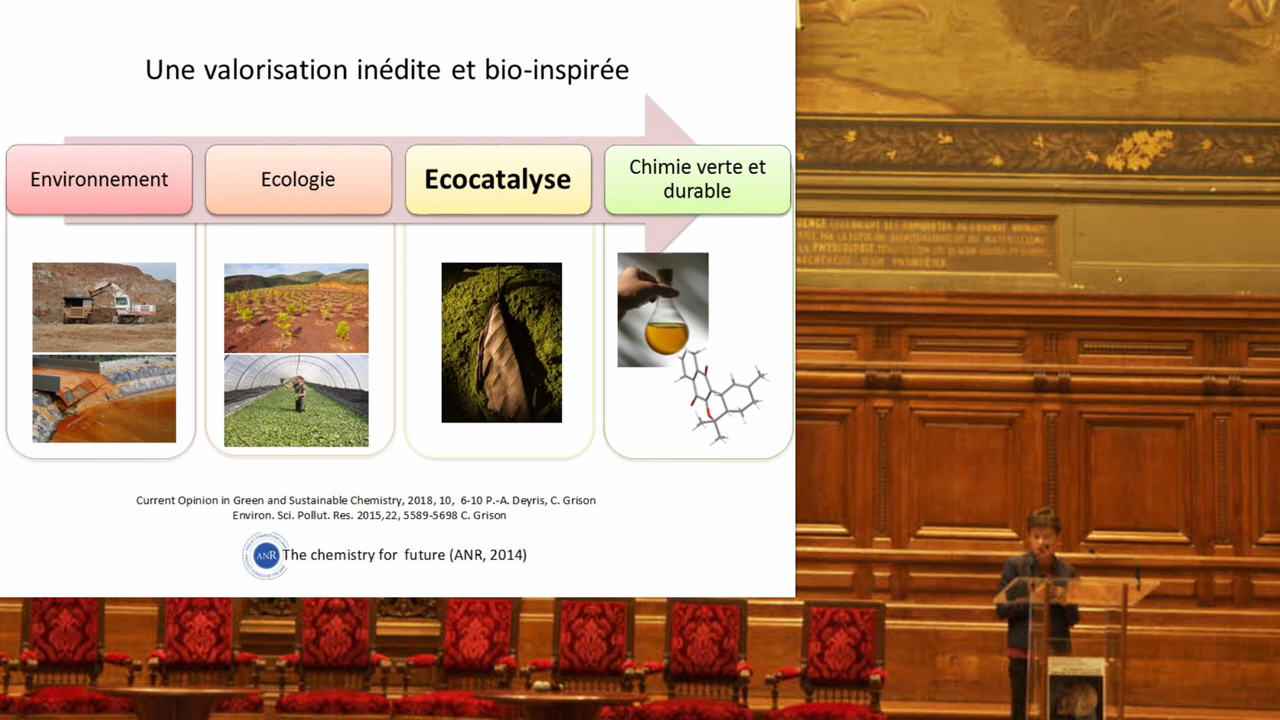 Une valorisation inédite et bio-inspirée
Environnement
Ecologie
Ecocatalyse
Chimie verte et
durable
Current Opinion in Green and Sustainable Chemistry, 2018, 10, 6-10 P.-A. Deyris, C. Grison
Environ. Sci. Pollut. Res. 2015,22, 5589-5698 C. Grison
ANR
The chemistry for future (ANR, 2014)